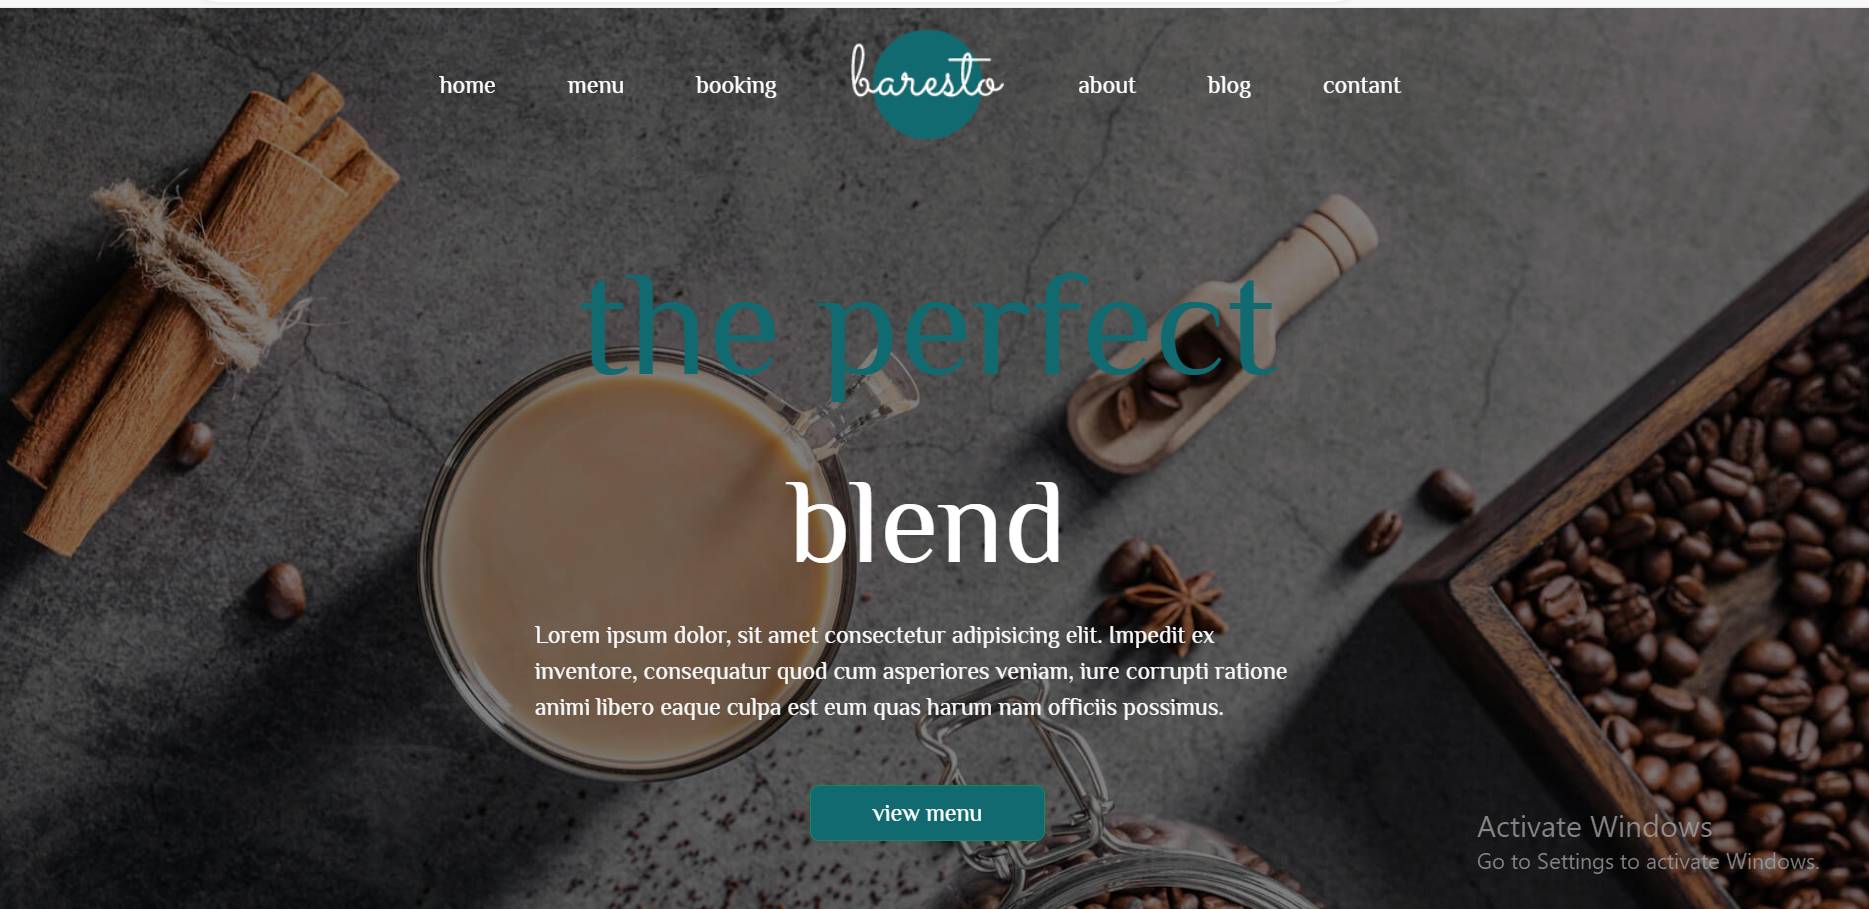 home menu booking baresto about blog contant
the perfect
blend
Lorem ipsum dolor, sit amet consectetur adipisicing elit. Impedit ex
inventore, consequatur quod cum asperiores veniam, iure corrupti ratione
animi libero eaque culpa est eum quas harum nam officiis possimus.
view menu
Activate Windows
Go to Settings to activate Windows.